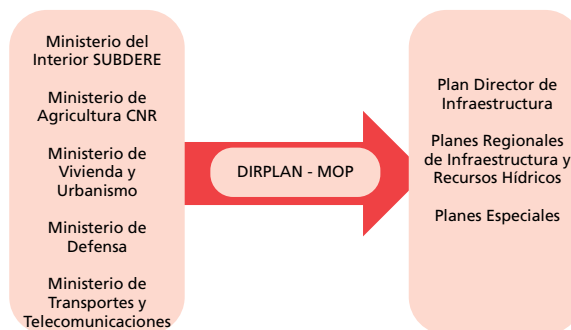 Ministerio del
Interior SUBDERE
Ministerio de
Agricultura CNR
Ministerio de
Vivienda y
Urbanismo
Ministerio de
Defensa
Ministerio de
Transportes y
Telecomunicaciones
DIRPLAN - MOP
Plan Director de
Infraestructura
Planes Regionales
de Infraestructura y
Recursos Hídricos
Planes Especiales